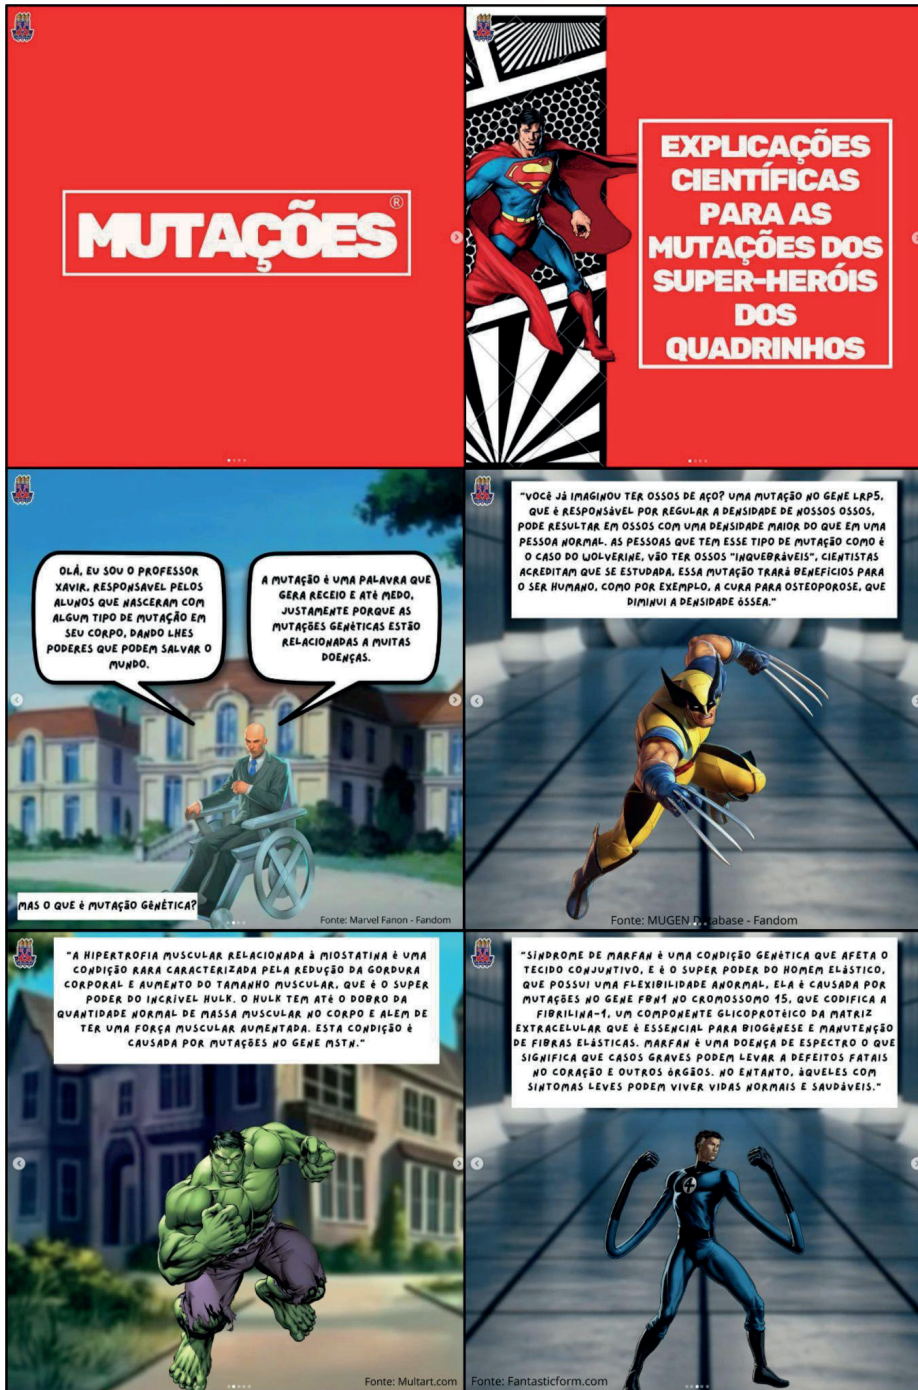 MUTAÇÕES
®
EXPLICAÇÕES
CIENTÍFICAS
PARA AS
MUTAÇÕES DOS
SUPER-HERÓIS
DOS
QUADRINHOS
OLÁ, EU SOU O PROFESSOR
XAVIR, RESPONSAVEL PELOS
ALUNOS QUE NASCERAM COM
ALGUM TIPO DE MUTAÇÃO EM
SEU CORPO, DANDO LHES
PODERES QUE PODEM SALVAR O
MUNDO.
A MUTAÇÃO É UMA PALAVRA QUE
GERA RECEIO E ATÉ MEDO,
JUSTAMENTE PORQUE AS
MUTAÇÕES GENÉTICAS ESTÃO
RELACIONADAS A MUITAS
DOENÇAS.
MAS O QUE É MUTAÇÃO GÊNÉTICA?
Fonte: Marvel Fanon - Fandom
"VOCÊ JÁ IMAGINOU TER OSSOS DE AÇO? UMA MUTAÇÃO NO GENE LRP5,
QUE É RESPONSÁVEL POR REGULAR A DENSIDADE DE NOSSOS OSSOS,
PODE RESULTAR EM OSSOS COM UMA DENSIDADE MAIOR DO QUE EM UMA
PESSOA NORMAL. AS PESSOAS QUE TEM ESSE TIPO DE MUTAÇÃO COMO É
O CASO DO WOLVERINE, VÃO TER OSSOS "INQUEBRÁVEIS", CIENTISTAS
ACREDITAM QUE SE ESTUDADA, ESSA MUTAÇÃO TRARÁ BENEFÍCIOS PARA
O SER HUMANO, COMO POR EXEMPLO, A CURA PARA OSTEOPOROSE, QUE
DIMINUI A DENSIDADE ÓSSEA."
Fonte: MUGEN Database - Fandom
"A HIPERTROFIA MUSCULAR RELACIONADA À MIOSTATINA É UMA
CONDIÇÃO RARA CARACTERIZADA PELA REDUÇÃO DA GORDURA
CORPORAL E AUMENTO DO TAMANHO MUSCULAR, QUE É O SUPER
PODER DO INCRÍVEL HULK. O HULK TEM ATÉ O DOBRO DA
QUANTIDADE NORMAL DE MASSA MUSCULAR NO CORPO E ALEM DE
TER UMA FORÇA MUSCULAR AUMENTADA. ESTA CONDIÇÃO É
CAUSADA POR MUTAÇÕES NO GENE MSTN."
Fonte: Multart.com
"SÍNDROME DE MARFAN É UMA CONDIÇÃO GENÉTICA QUE AFETA O
TECIDO CONJUNTIVO, E É O SUPER PODER DO HOMEM ELÁSTICO,
QUE POSSUI UMA FLEXIBILIDADE ANORMAL, ELA É CAUSADA POR
MUTAÇÕES NO GENE FBN1 NO CROMOSSOMO 15, QUE CODIFICA A
FIBRILINA-1, UM COMPONENTE GLICOPROTÉICO DA MATRIZ
EXTRACELULAR QUE É ESSENCIAL PARA BIOGÊNESE E MANUTENÇÃO
DE FIBRAS ELÁSTICAS. MARFAN É UMA DOENÇA DE ESPECTRO O QUE
SIGNIFICA QUE CASOS GRAVES PODEM LEVAR A DEFEITOS FATAIS
NO CORAÇÃO E OUTROS ÓRGÃOS. NO ENTANTO, ÀQUELES COM
SINTOMAS LEVES PODEM VIVER VIDAS NORMAIS E SAUDÁVEIS."
4
Fonte: Fantasticform.com